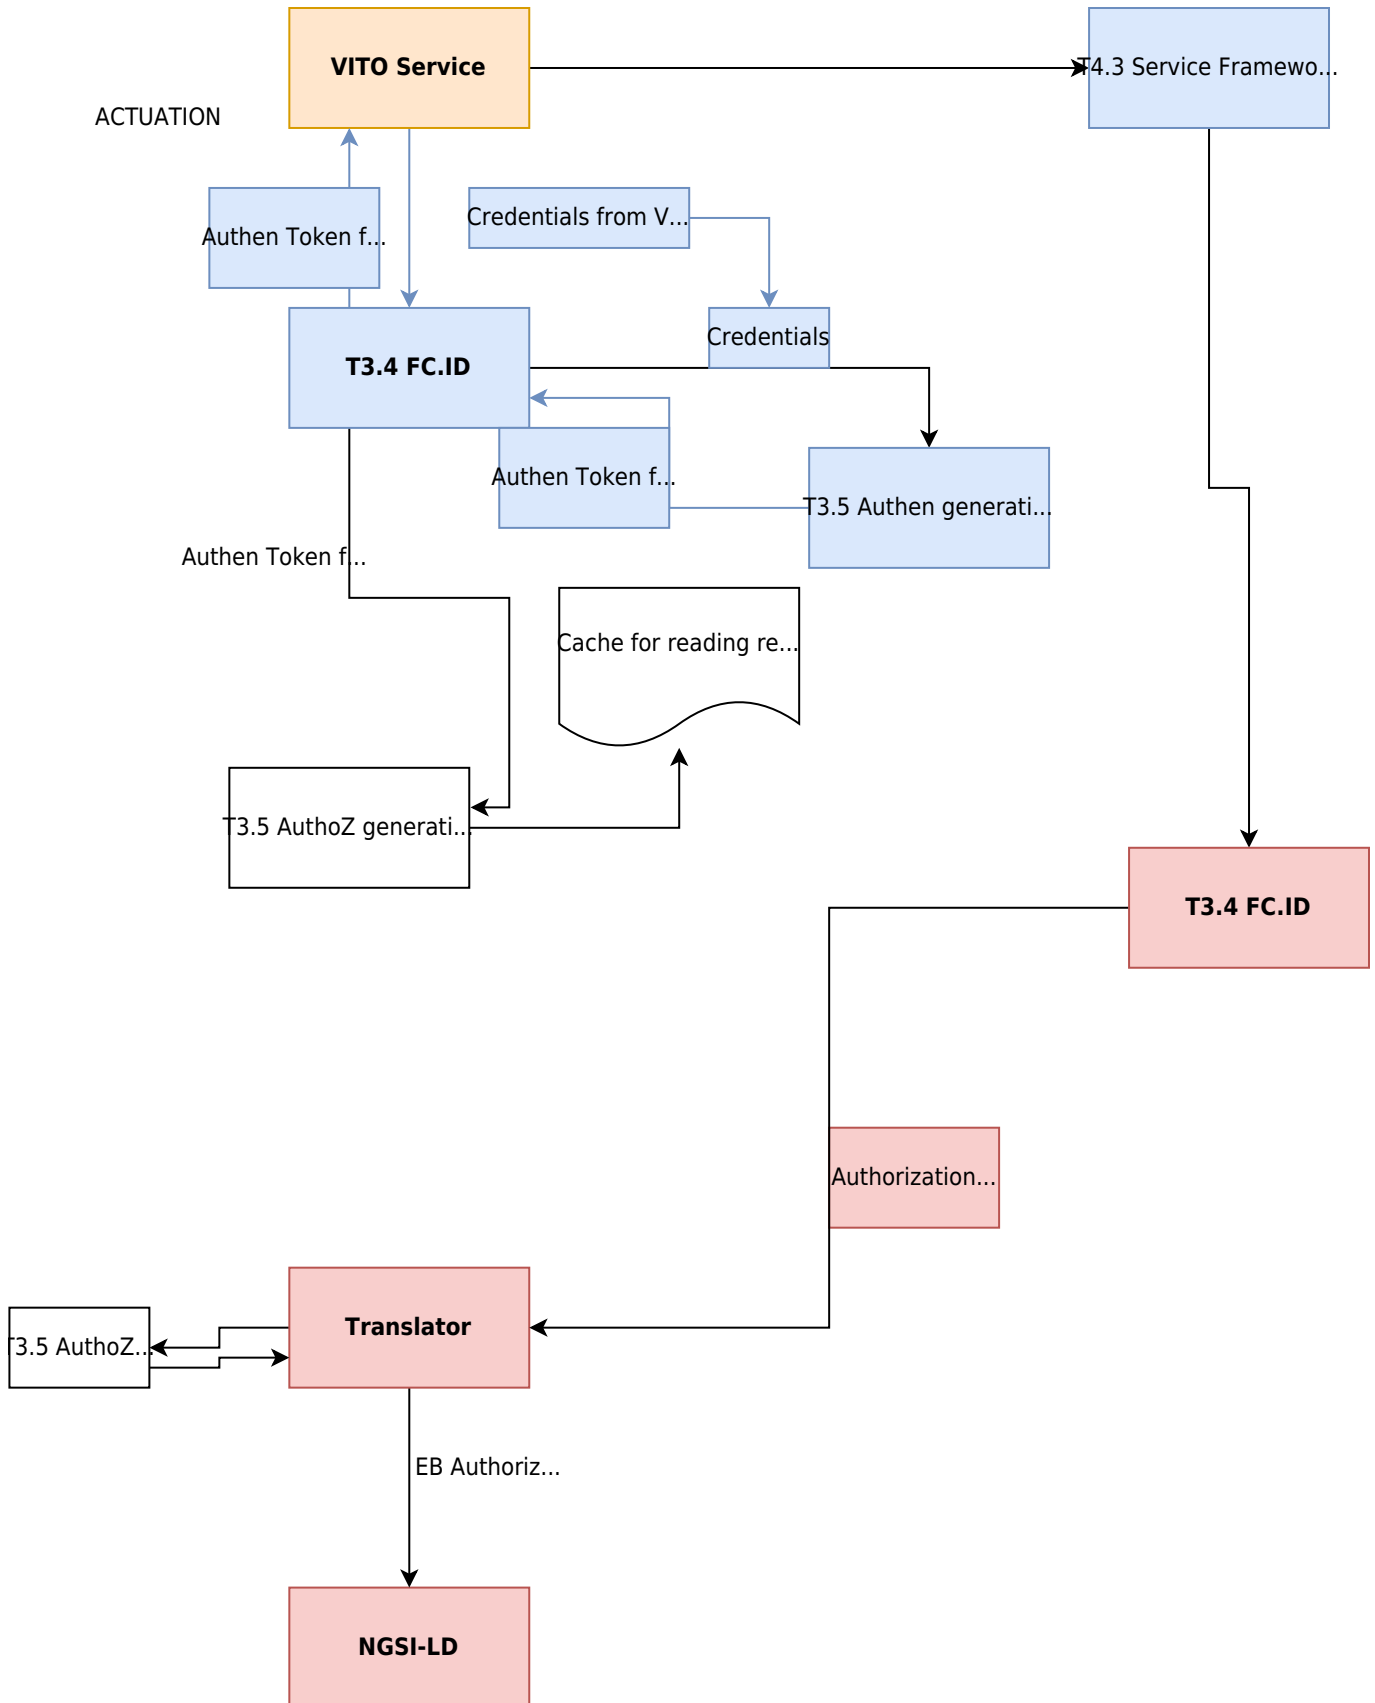 VITO Service
T4.3 Service Framewo...
ACTUATION
Authen Token f...
Credentials from V...
Credentials
T3.4 FC.ID
Authen Token f...
T3.5 Authen generati...
Authen Token f...
Cache for reading re...
T3.5 AuthoZ generati...
T3.4 FC.ID
Authorization...
Translator
T3.5 AuthoZ...
EB Authoriz...
NGSI-LD